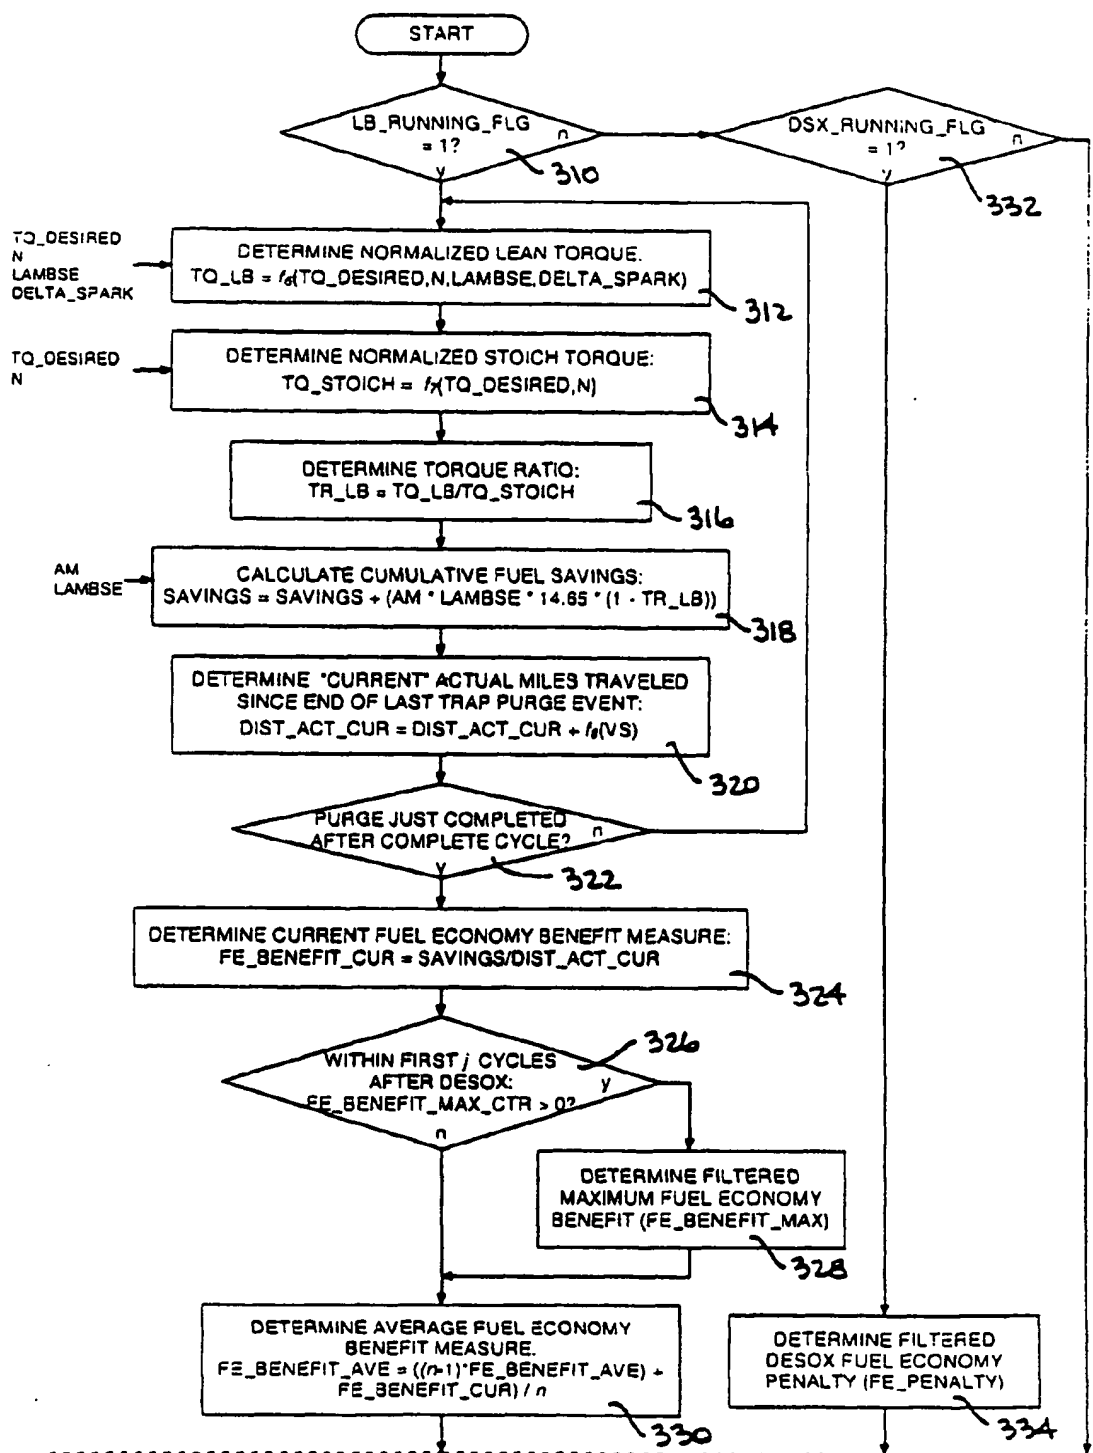 START
LB_RUNNING_FLG
= 1?
n
y
310
DSX_RUNNING_FLG
= 1?
n
y
332
TQ_DESIRED
N
LAMBSE
DELTA_SPARK
DETERMINE NORMALIZED LEAN TORQUE.
TQ_LB = f6(TQ_DESIRED,N,LAMBSE,DELTA_SPARK)
312
TQ_DESIRED
N
DETERMINE NORMALIZED STOICH TORQUE:
TQ_STOICH = f7(TQ_DESIRED,N)
314
DETERMINE TORQUE RATIO:
TR_LB = TQ_LB/TQ_STOICH
316
AM
LAMBSE
CALCULATE CUMULATIVE FUEL SAVINGS:
SAVINGS = SAVINGS + (AM * LAMBSE * 14.65 * (1 - TR_LB))
318
DETERMINE "CURRENT" ACTUAL MILES TRAVELED
SINCE END OF LAST TRAP PURGE EVENT:
DIST_ACT_CUR = DIST_ACT_CUR + f8(VS)
320
PURGE JUST COMPLETED
AFTER COMPLETE CYCLE?
n
y
322
DETERMINE CURRENT FUEL ECONOMY BENEFIT MEASURE:
FE_BENEFIT_CUR = SAVINGS/DIST_ACT_CUR
324
WITHIN FIRST j CYCLES
AFTER DESOX:
FE_BENEFIT_MAX_CTR > 0?
y
n
326
DETERMINE FILTERED
MAXIMUM FUEL ECONOMY
BENEFIT (FE_BENEFIT_MAX)
328
DETERMINE AVERAGE FUEL ECONOMY
BENEFIT MEASURE.
FE_BENEFIT_AVE = ((n-1)*FE_BENEFIT_AVE) +
FE_BENEFIT_CUR) / n
330
DETERMINE FILTERED
DESOX FUEL ECONOMY
PENALTY (FE_PENALTY)
334